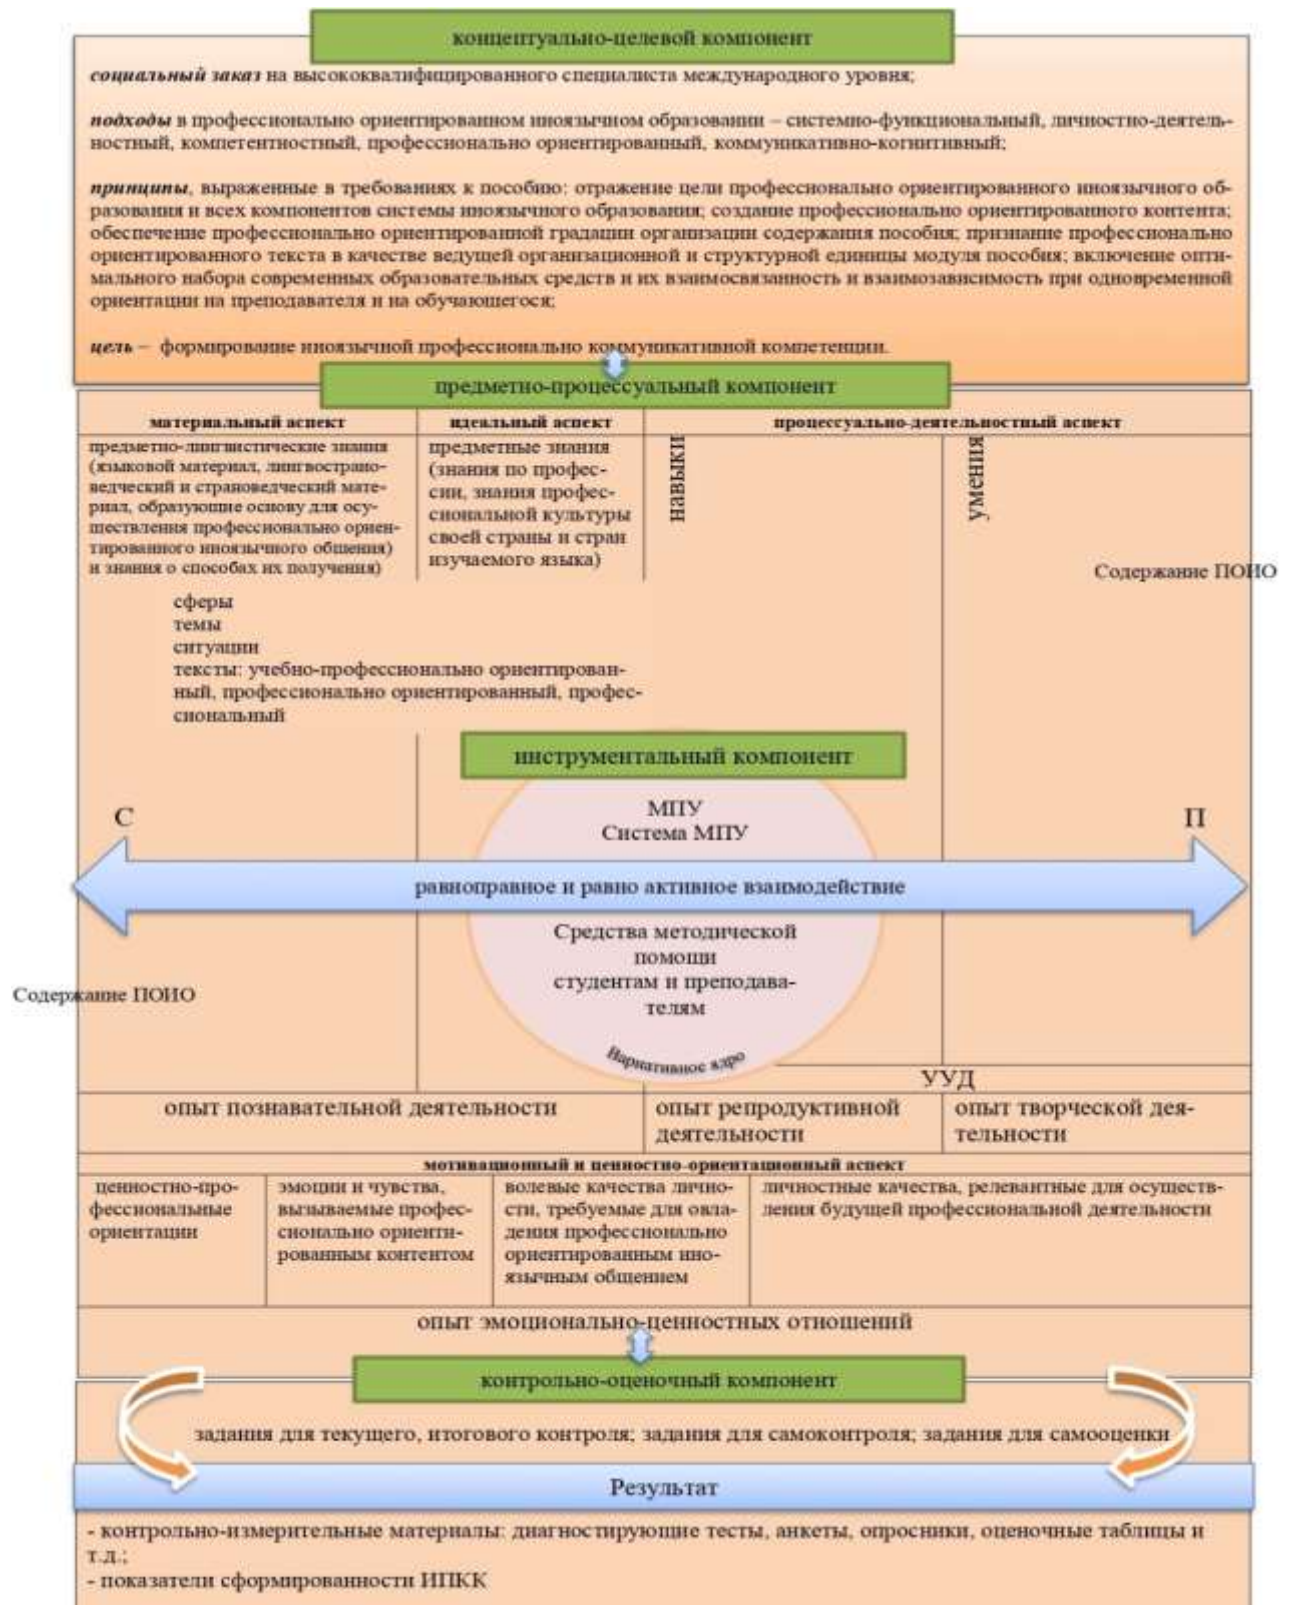 концептуально-целевой компонент
социальный заказ на высококвалифицированного специалиста международного уровня;
подходы в профессионально ориентированном иноязычном образовании – системно-функциональный, личностно-деятель-
ностный, компетентностный, профессионально ориентированный, коммуникативно-когнитивный;
принципы, выраженные в требованиях к пособию: отражение цели профессионально ориентированного иноязычного об-
разования и всех компонентов системы иноязычного образования; создание профессионально ориентированного контента;
обеспечение профессионально ориентированной градации организации содержания пособия; признание профессионально
ориентированного текста в качестве ведущей организационной и структурной единицы модуля пособия; включение опти-
мального набора современных образовательных средств и их взаимосвязанность и взаимозависимость при одновременной
ориентации на преподавателя и на обучающегося;
цель – формирование иноязычной профессионально коммуникативной компетенции.
предметно-процессуальный компонент
материальный аспект
идеальный аспект
процессуально-деятельностный аспект
предметно-лингвистические знания
(языковой материал, лингвострано-
ведческий и страноведческий мате-
риал, образующие основу для осу-
ществления профессионально ориен-
тированного иноязычного общения)
и знания о способах их получения)
предметные знания
(знания по профес-
сии, знания профес-
сиональной культуры
своей страны и стран
изучаемого языка)
навыки
умения
Содержание ПОИО
сферы
темы
ситуации
тексты: учебно-профессионально ориентирован-
ный, профессионально ориентированный, профес-
сиональный
инструментальный компонент
МПУ
Система МПУ
С
П
равноправное и равно активное взаимодействие
Средства методической
помощи
студентам и преподава-
телям
Содержание ПОИО
Вариативное ядро
УУД
опыт познавательной деятельности
опыт репродуктивной
деятельности
опыт творческой дея-
тельности
мотивационный и ценностно-ориентационный аспект
ценностно-про-
фессиональные
ориентации
эмоции и чувства,
вызываемые профес-
сионально ориенти-
рованным контентом
волевые качества лично-
сти, требуемые для овла-
дения профессионально
ориентированным ино-
язычным общением
личностные качества, релевантные для осуществ-
ления будущей профессиональной деятельности
опыт эмоционально-ценностных отношений
контрольно-оценочный компонент
задания для текущего, итогового контроля; задания для самоконтроля; задания для самооценки
Результат
- контрольно-измерительные материалы: диагностирующие тесты, анкеты, опросники, оценочные таблицы и
т.д.;
- показатели сформированности ИПКК